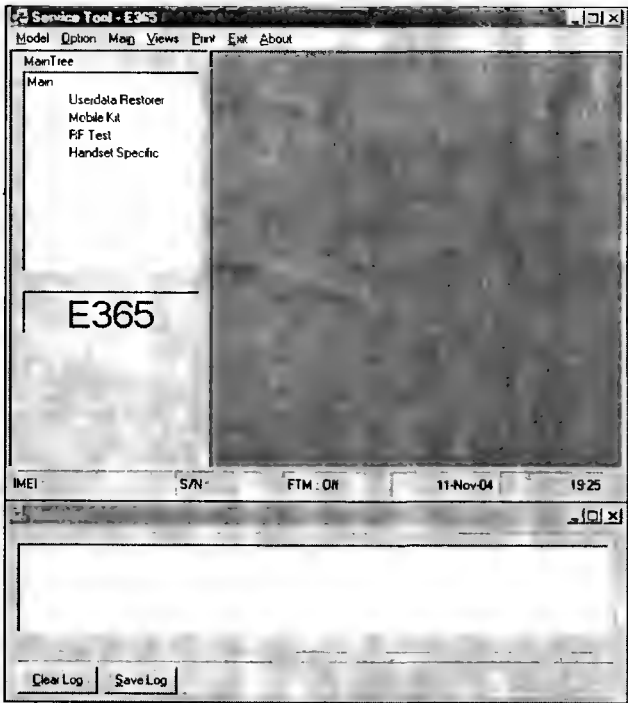 Service Tool - E365
Model Option Main Views Print Exit About
MainTree
Main
Userdata Restorer
Mobile Kit
RF Test
Handset Specific
E365
IMEI : S/N : FTM : Off 11-Nov-04 19:25
Clear Log Save Log